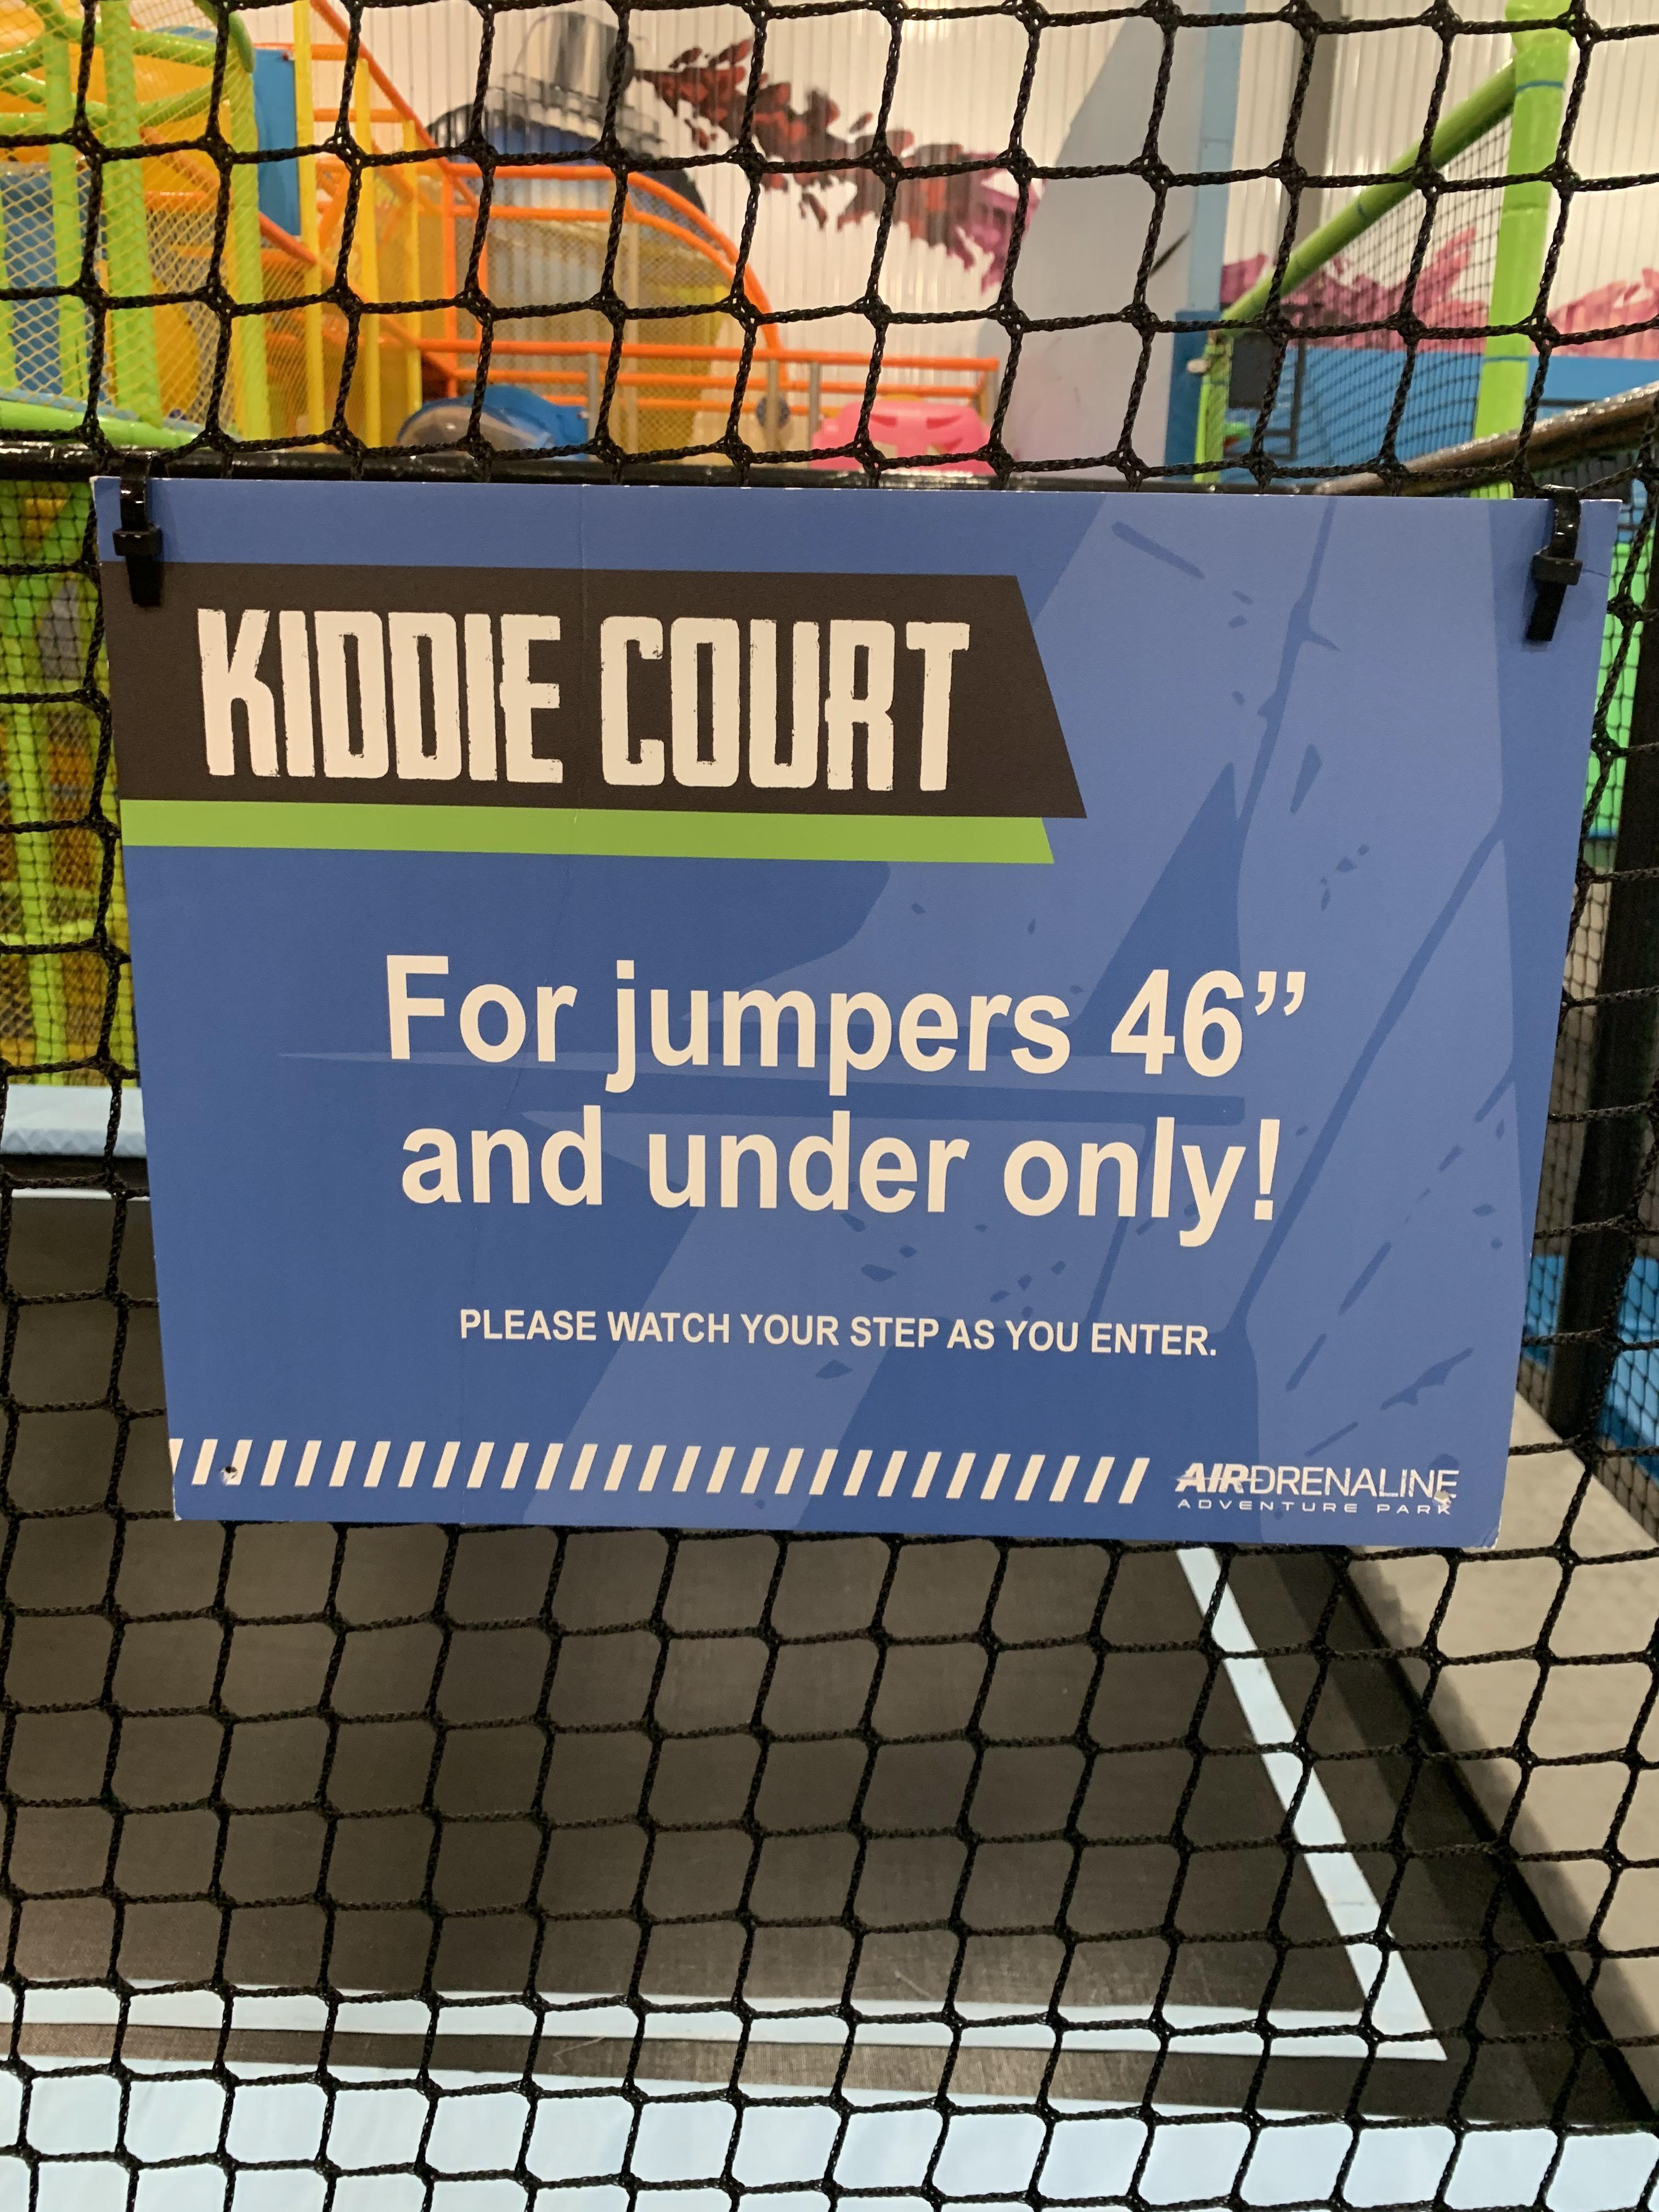 KIDDIE COURT
For jumpers 46”
and under only!
PLEASE WATCH YOUR STEP AS YOU ENTER.
AIRDRENALINE
ADVENTURE PARK